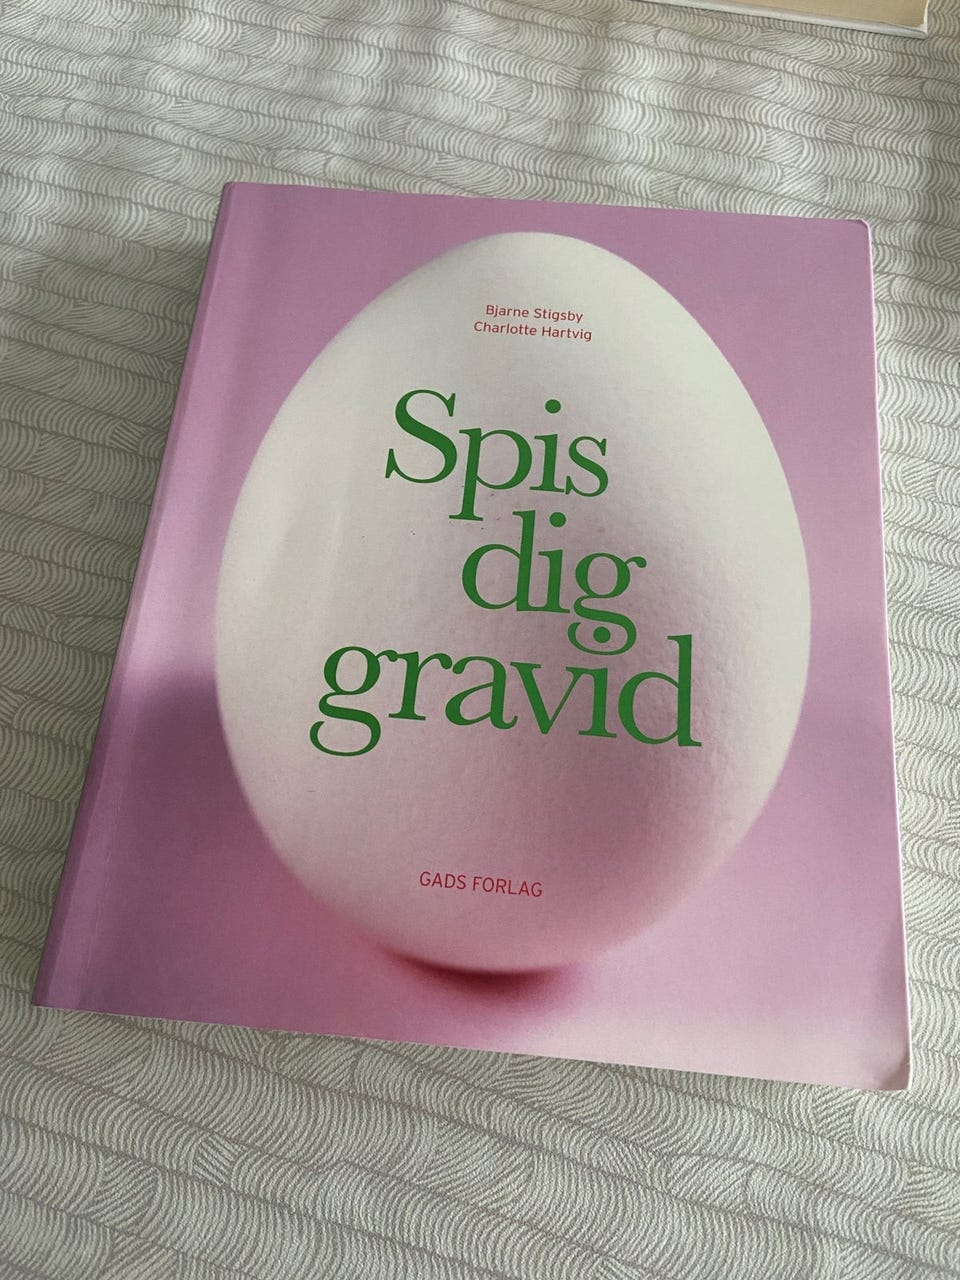 Bjarne Stigsby
Charlotte Hartvig
Spis
dig
gravid
GADS FORLAG